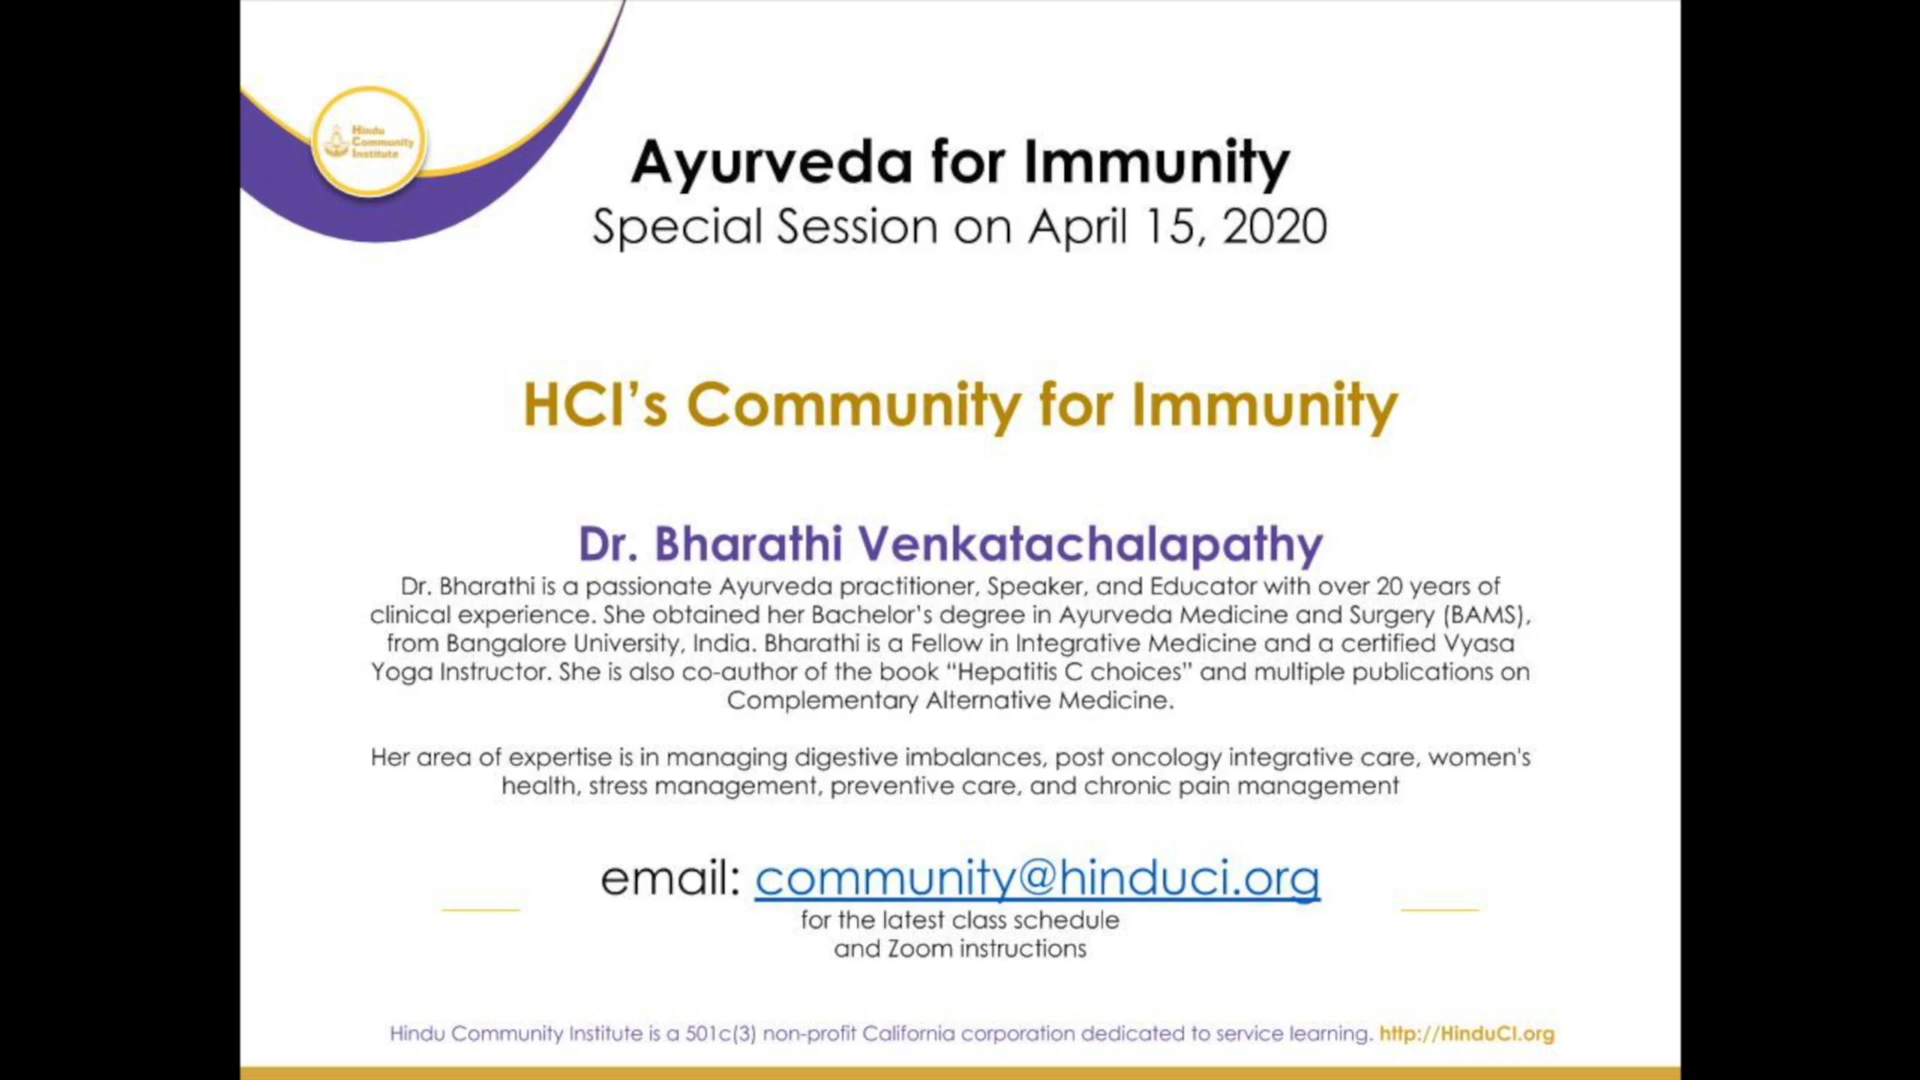 Hindu
Community
Institute
Ayurveda for Immunity
Special Session on April 15, 2020
HCI’s Community for Immunity
Dr. Bharathi Venkatachalapathy
Dr. Bharathi is a passionate Ayurveda practitioner, Speaker, and Educator with over 20 years of
clinical experience. She obtained her Bachelor’s degree in Ayurveda Medicine and Surgery (BAMS),
from Bangalore University, India. Bharathi is a Fellow in Integrative Medicine and a certified Vyasa
Yoga Instructor. She is also co-author of the book “Hepatitis C choices” and multiple publications on
Complementary Alternative Medicine.
Her area of expertise is in managing digestive imbalances, post oncology integrative care, women's
health, stress management, preventive care, and chronic pain management
email: community@hinduci.org
for the latest class schedule
and Zoom instructions
Hindu Community Institute is a 501c(3) non-profit California corporation dedicated to service learning. http://HinduCI.org